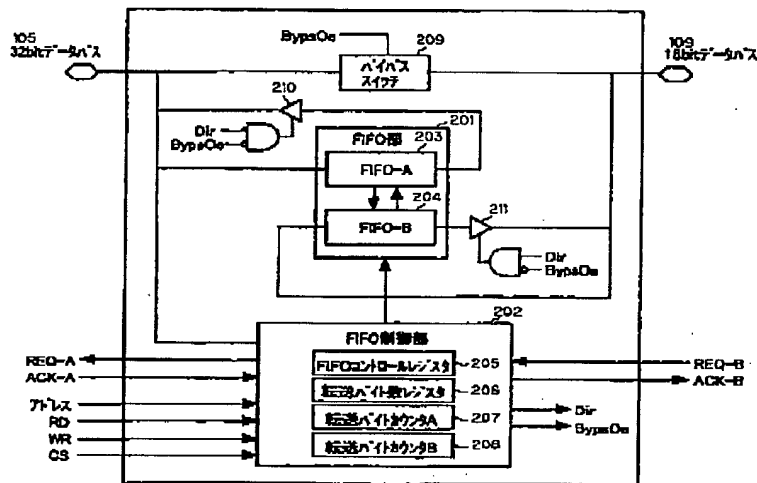 105
32bitデータバス
BypsOe
209
バイパス
スイッチ
109
16bitデータバス
210
Dir
BypsOe
201
FIFO部
203
FIFO-A
204
FIFO-B
211
Dir
BypsOe
202
FIFO制御部
FIFOコントロールレジスタ
205
転送バイト数レジスタ
206
転送バイトカウンタA
207
転送バイトカウンタB
208
REQ-A
ACK-A
アドレス
RD
WR
CS
REQ-B
ACK-B
Dir
BypsOe